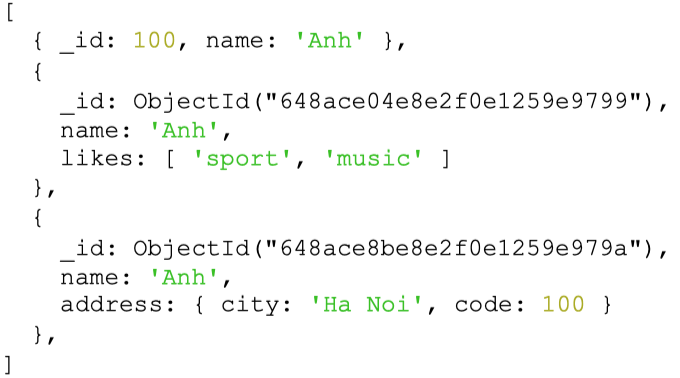 [
  { _id: 100, name: 'Anh' },
  {
    _id: ObjectId("648ace04e8e2f0e1259e9799"),
    name: 'Anh',
    likes: [ 'sport', 'music' ]
  },
  {
    _id: ObjectId("648ace8be8e2f0e1259e979a"),
    name: 'Anh',
    address: { city: 'Ha Noi', code: 100 }
  },
]